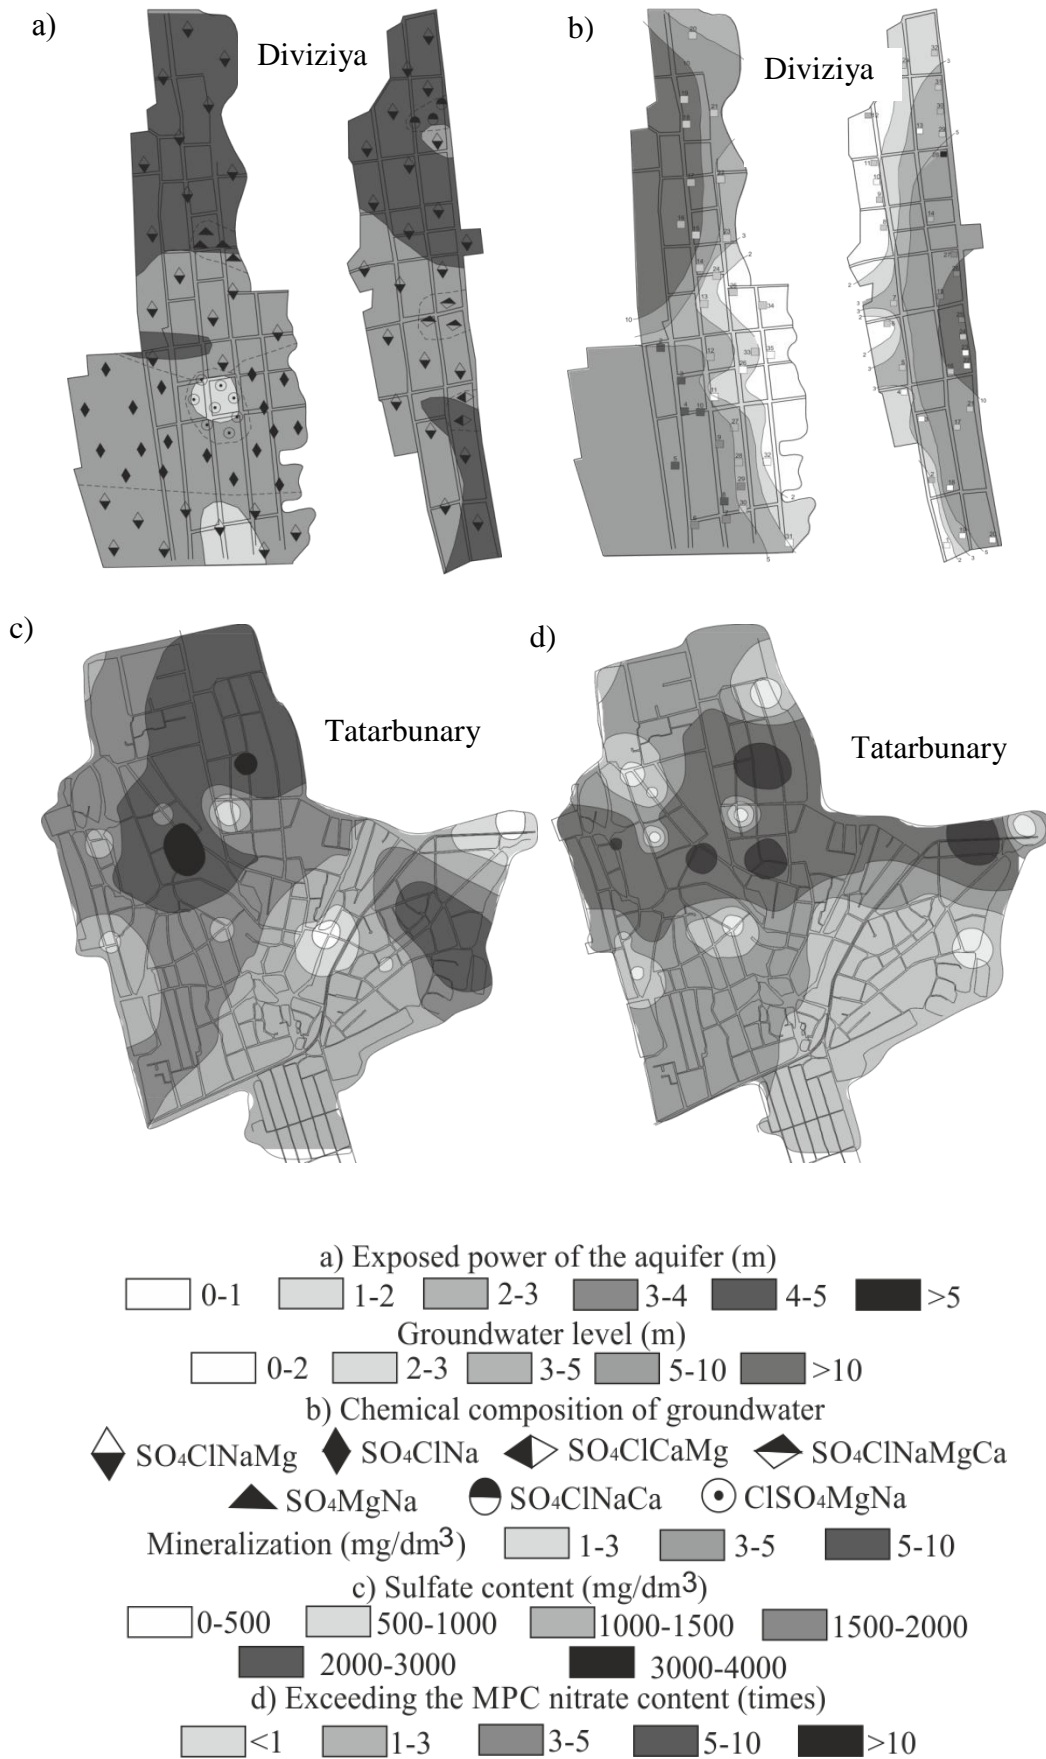 a)
Diviziya
b)
Diviziya
c)
Tatarbunary
d)
Tatarbunary
a) Exposed power of the aquifer (m)
0-1 1-2 2-3 3-4 4-5 >5
Groundwater level (m)
0-2 2-3 3-5 5-10 >10
b) Chemical composition of groundwater
SO₄ClNaMg SO₄ClNa SO₄ClCaMg SO₄ClNaMgCa
SO₄MgNa SO₄ClNaCa ClSO₄MgNa
Mineralization (mg/dm³) 1-3 3-5 5-10
c) Sulfate content (mg/dm³)
0-500 500-1000 1000-1500 1500-2000
2000-3000 3000-4000
d) Exceeding the MPC nitrate content (times)
<1 1-3 3-5 5-10 >10